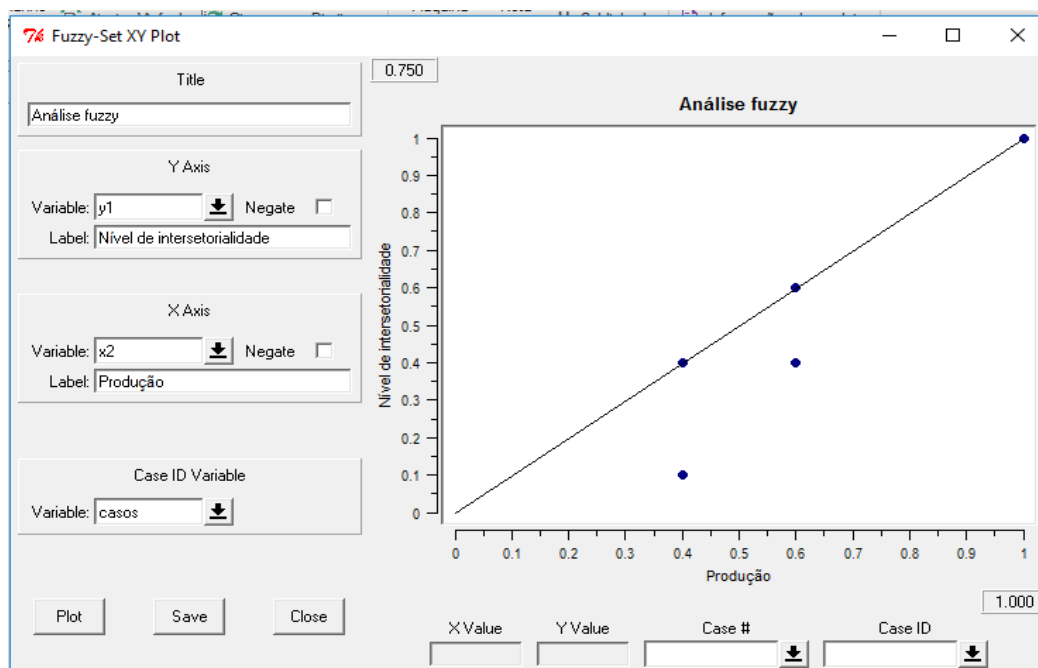 Fuzzy-Set XY Plot
Title
Análise fuzzy
Y Axis
Variable: y1 Negate
Label: Nível de intersetorialidade
X Axis
Variable: x2 Negate
Label: Produção
Case ID Variable
Variable: casos
Plot Save Close
0.750
Análise fuzzy
Nível de intersetorialidade
1
0.9
0.8
0.7
0.6
0.5
0.4
0.3
0.2
0.1
0
0 0.1 0.2 0.3 0.4 0.5 0.6 0.7 0.8 0.9 1
Produção
1.000
X Value Y Value Case # Case ID